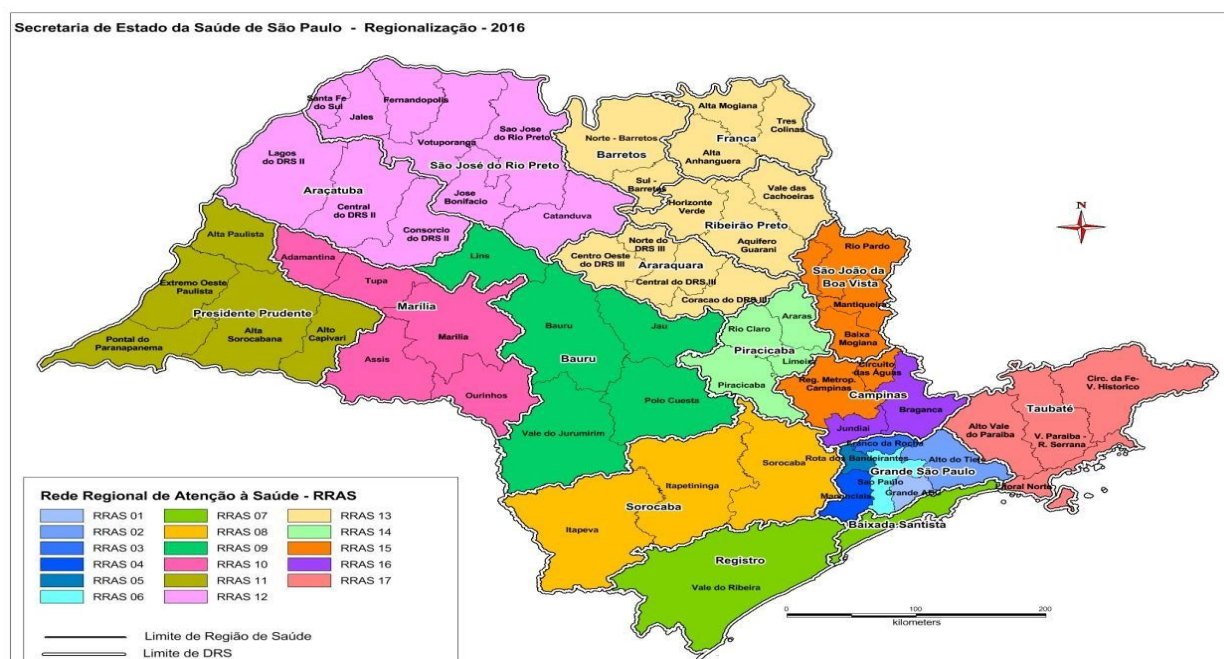 Secretaria de Estado da Saúde de São Paulo - Regionalização - 2016
Santa Fe
do Sul
Jales
Fernandopolis
Votuporanga
Sao Jose
do Rio Preto
São José do Rio Preto
Jose
Bonifacio
Catanduva
Lagos
do DRS II
Araçatuba
Central
do DRS II
Consorcio
do DRS II
Norte - Barretos
Barretos
Sul -
Barretos
Alta Mogiana
Tres
Colinas
Franca
Alta
Anhanguera
Horizonte
Verde
Vale das
Cachoeiras
Ribeirão Preto
Aquifero
Guarani
Norte do
DRS III
Centro Oeste
do DRS III
Araraquara
Central do DRS III
Coracao do DRS III
N
Rio Pardo
São João da
Boa Vista
Mantiqueira
Baixa
Mogiana
Alta Paulista
Extremo Oeste
Paulista
Presidente Prudente
Pontal do
Paranapanema
Alta
Sorocabana
Alto
Capivari
Adamantina
Tupa
Marília
Marilia
Assis
Ourinhos
Lins
Bauru
Jau
Bauru
Polo Cuesta
Vale do Jurumirim
Araras
Rio Claro
Piracicaba
Limeira
Piracicaba
Circuito
das Águas
Reg. Metrop.
Campinas
Campinas
Braganca
Jundiai
Circ. da Fe-
V. Historico
Taubaté
Alto Vale
do Paraiba
V. Paraiba -
R. Serrana
Litoral Norte
Franco da Rocha
Rota dos Bandeirantes
Alto do Tiete
Grande São Paulo
Sao Paulo
Grande ABC
Mananciais
Baixada Santista
Sorocaba
Itapetininga
Sorocaba
Itapeva
Registro
Vale do Ribeira
Rede Regional de Atenção à Saúde - RRAS
RRAS 01
RRAS 02
RRAS 03
RRAS 04
RRAS 05
RRAS 06
RRAS 07
RRAS 08
RRAS 09
RRAS 10
RRAS 11
RRAS 12
RRAS 13
RRAS 14
RRAS 15
RRAS 16
RRAS 17
Limite de Região de Saúde
Limite de DRS
0 100 200
kilometers